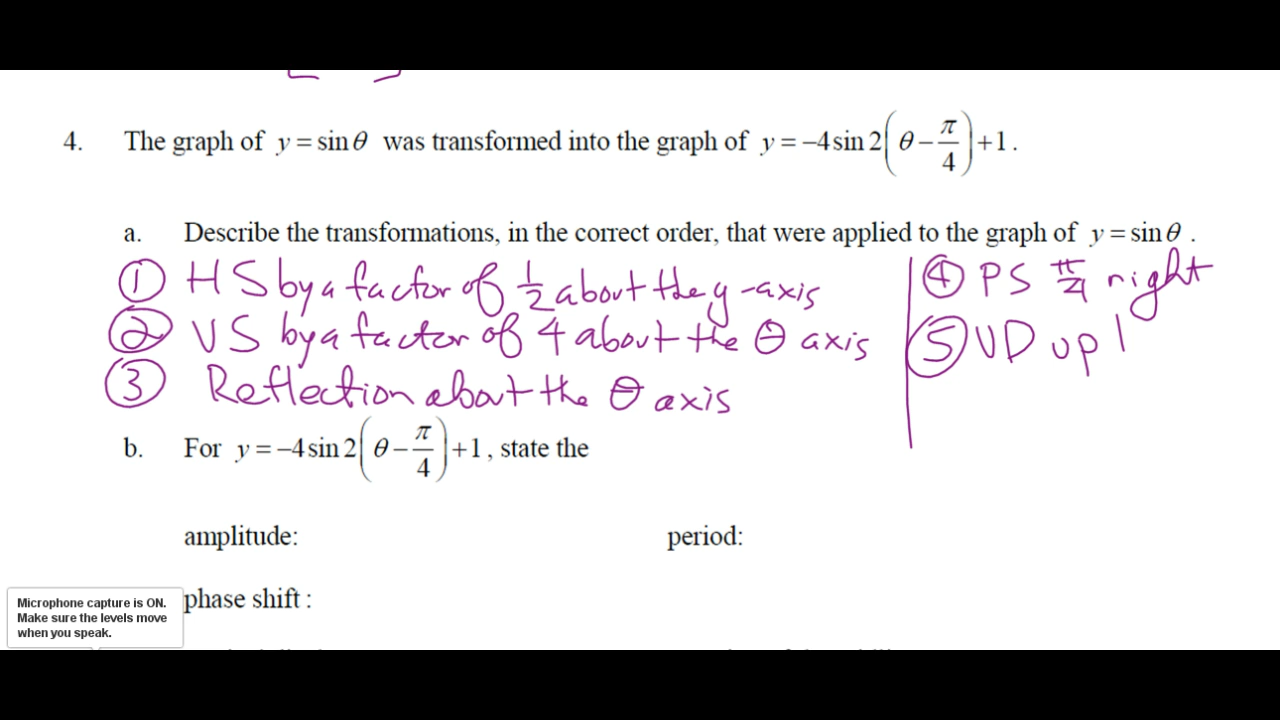 4. The graph of y = sin θ was transformed into the graph of y = −4 sin 2(θ − π/4) + 1.
a. Describe the transformations, in the correct order, that were applied to the graph of y = sin θ.
① HS by a factor of 1/2 about the y-axis
② VS by a factor of 4 about the θ axis
③ Reflection about the θ axis
④ PS π/4 right
⑤ VD up 1
b. For y = −4 sin 2(θ − π/4) + 1, state the
amplitude: period:
phase shift :
Microphone capture is ON.
Make sure the levels move
when you speak.